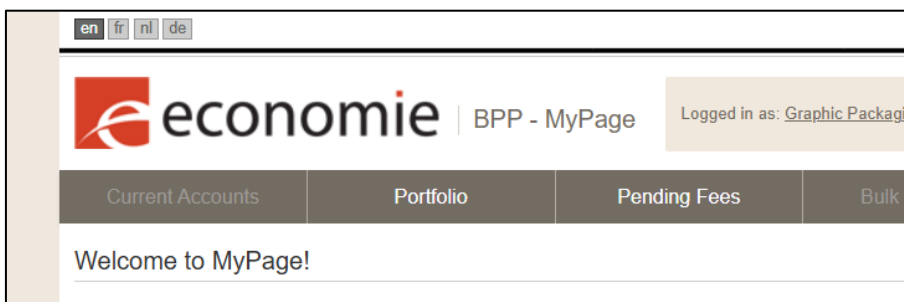 en fr nl de
economie BPP - MyPage Logged in as: Graphic Packagi
Current Accounts Portfolio Pending Fees Bulk
Welcome to MyPage!